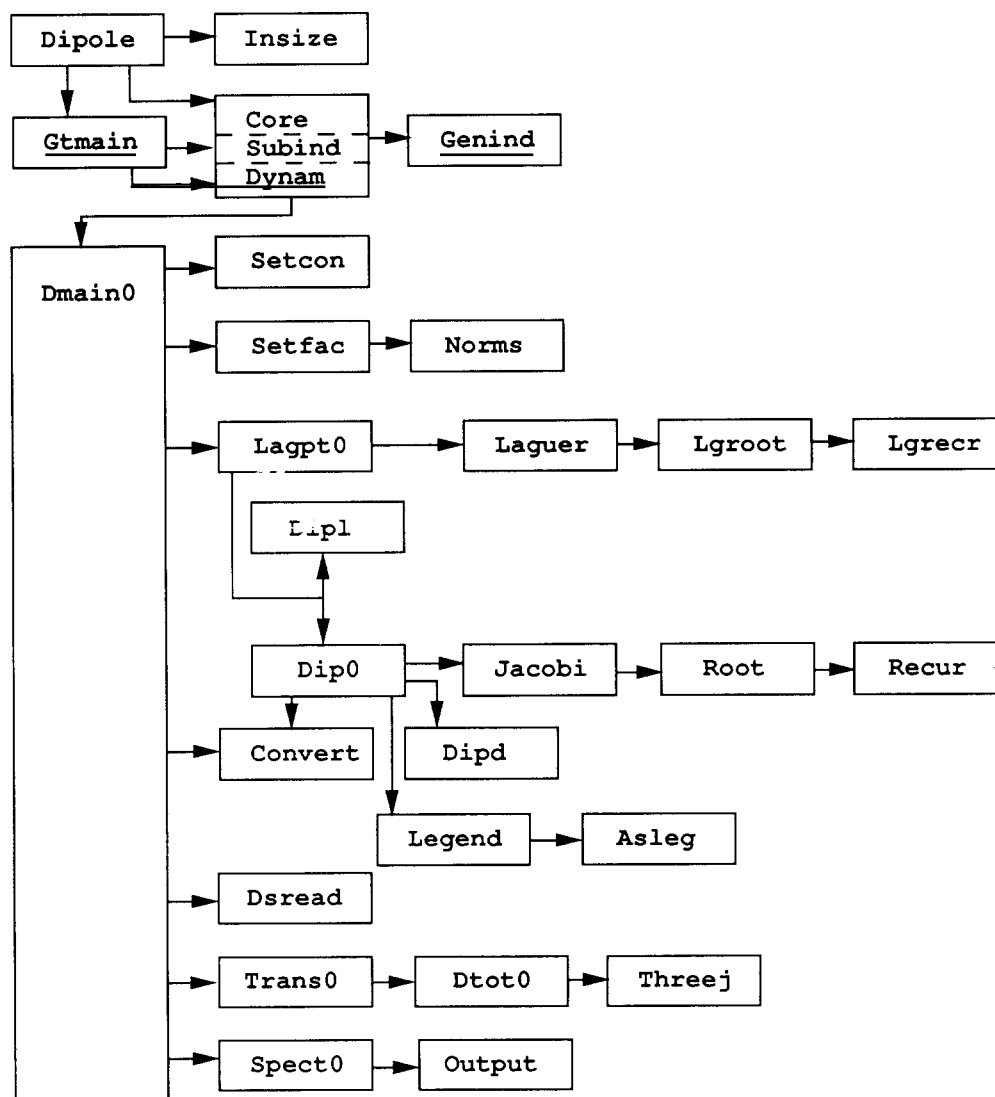 Dipole Insize
Core
Gtmain Subind Genind
Dynam
Setcon
Dmain0
Setfac Norms
Lagpt0 Laguer Lgroot Lgrecr
Dip0 Jacobi Root Recur
Convert Dipd
Legend Asleg
Dsread
Trans0 Dtot0 Threej
Spect0 Output